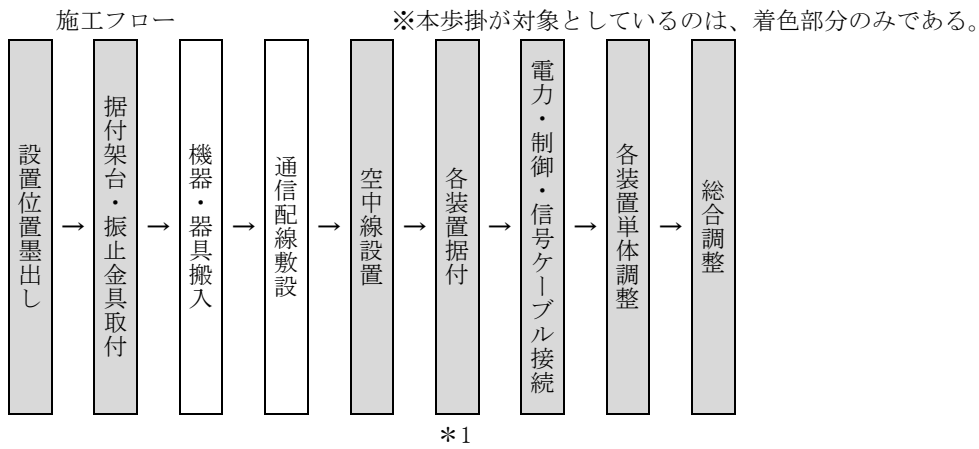 施工フロー
※本歩掛が対象としているのは、着色部分のみである。
設置位置墨出し
→
据付架台・振止金具取付
→
機器・器具搬入
→
通信配線敷設
→
空中線設置
→
各装置据付
→
電力・制御・信号ケーブル接続
→
各装置単体調整
→
総合調整
＊1